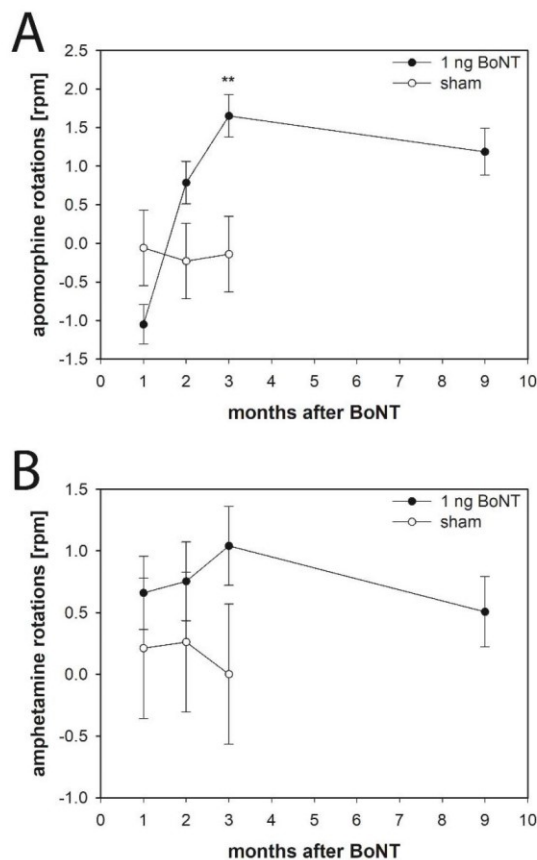 A
2.5
2.0
1.5
1.0
0.5
0.0
-0.5
-1.0
-1.5
apomorphine rotations [rpm]
1 ng BoNT
sham
**
0 1 2 3 4 5 6 7 8 9 10
months after BoNT
B
1.5
1.0
0.5
0.0
-0.5
-1.0
amphetamine rotations [rpm]
1 ng BoNT
sham
0 1 2 3 4 5 6 7 8 9 10
months after BoNT